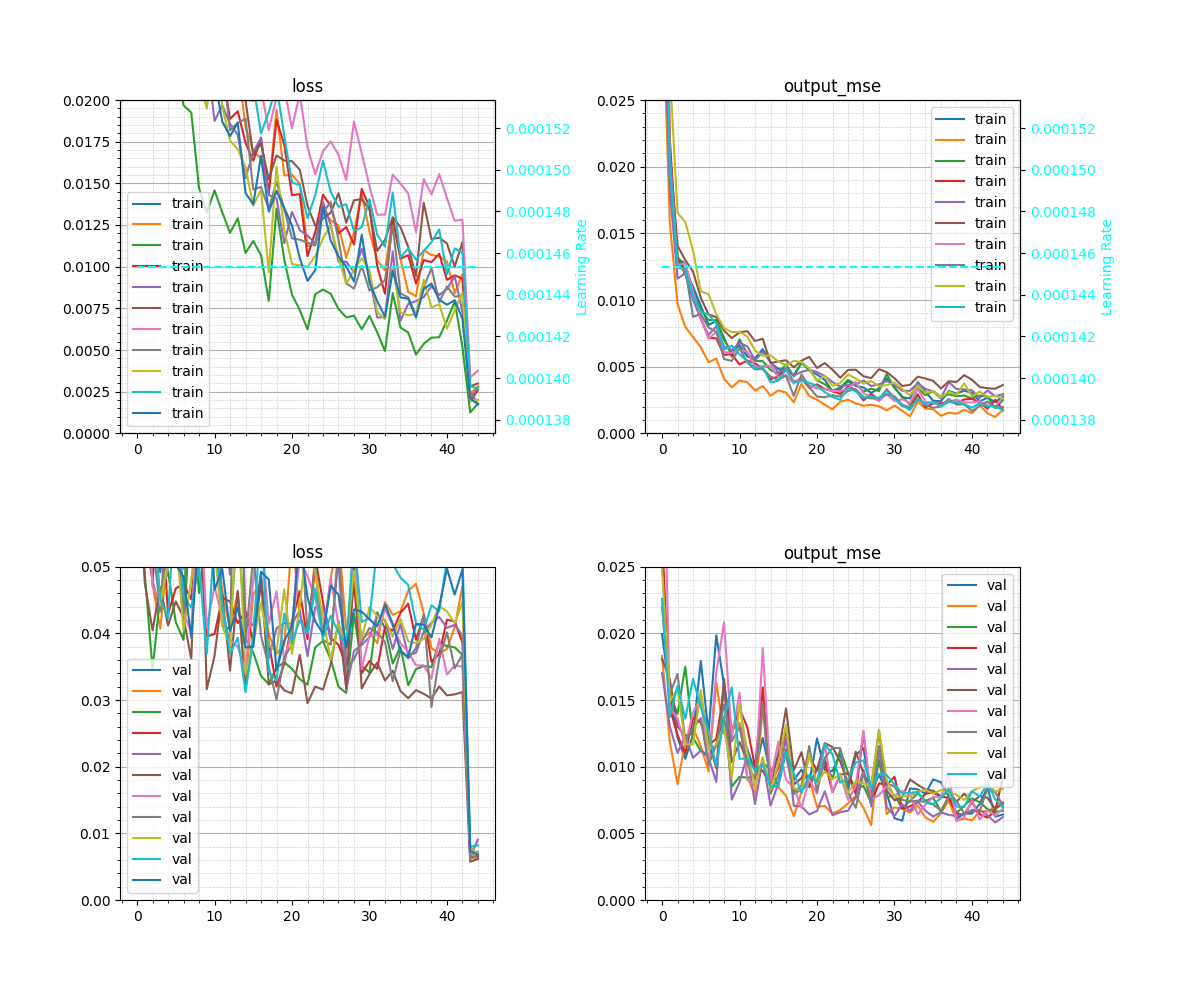 loss
0.0200
0.0175
0.0150
0.0125
0.0100
0.0075
0.0050
0.0025
0.0000
train
train
train
train
train
train
train
train
train
train
train
0.000152
0.000150
0.000148
0.000146
0.000144
0.000142
0.000140
0.000138
Learning Rate
0 10 20 30 40
output_mse
0.025
0.020
0.015
0.010
0.005
0.000
train
train
train
train
train
train
train
train
train
train
0.000152
0.000150
0.000148
0.000146
0.000144
0.000142
0.000140
0.000138
Learning Rate
0 10 20 30 40
loss
0.05
0.04
0.03
0.02
0.01
0.00
val
val
val
val
val
val
val
val
val
val
val
0 10 20 30 40
output_mse
0.025
0.020
0.015
0.010
0.005
0.000
val
val
val
val
val
val
val
val
val
val
0 10 20 30 40